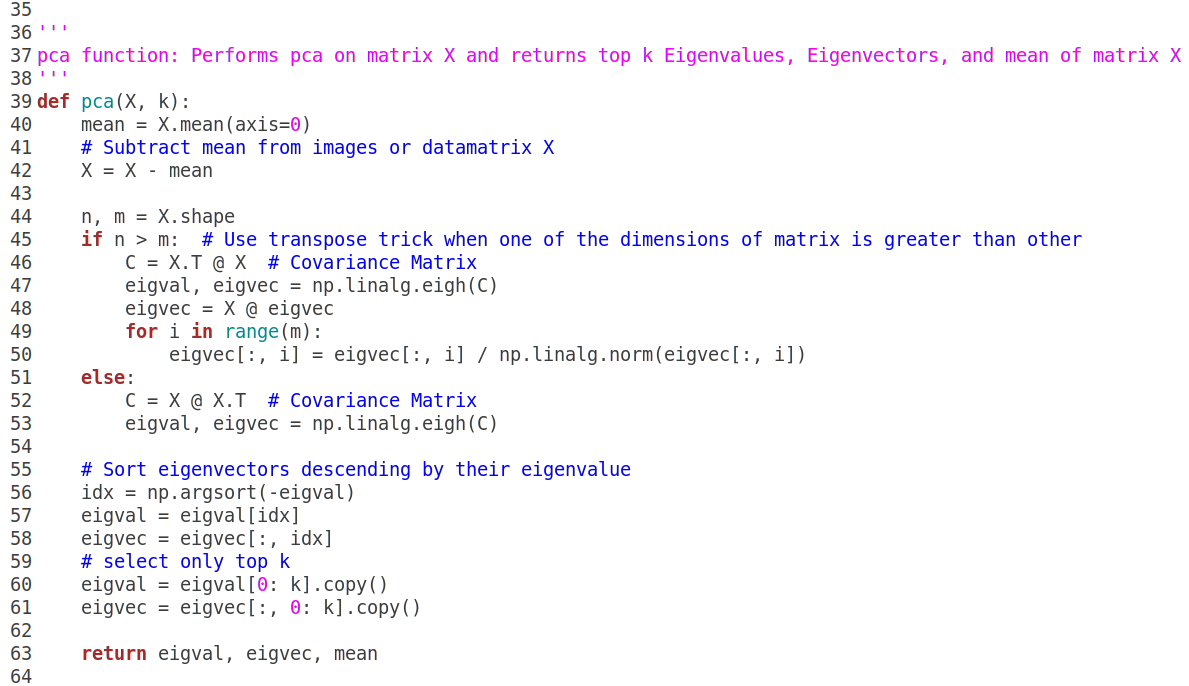 35
36 '''
37 pca function: Performs pca on matrix X and returns top k Eigenvalues, Eigenvectors, and mean of matrix X
38 '''
39 def pca(X, k):
40     mean = X.mean(axis=0)
41     # Subtract mean from images or datamatrix X
42     X = X - mean
43
44     n, m = X.shape
45     if n > m:  # Use transpose trick when one of the dimensions of matrix is greater than other
46         C = X.T @ X  # Covariance Matrix
47         eigval, eigvec = np.linalg.eigh(C)
48         eigvec = X @ eigvec
49         for i in range(m):
50             eigvec[:, i] = eigvec[:, i] / np.linalg.norm(eigvec[:, i])
51     else:
52         C = X @ X.T  # Covariance Matrix
53         eigval, eigvec = np.linalg.eigh(C)
54
55     # Sort eigenvectors descending by their eigenvalue
56     idx = np.argsort(-eigval)
57     eigval = eigval[idx]
58     eigvec = eigvec[:, idx]
59     # select only top k
60     eigval = eigval[0: k].copy()
61     eigvec = eigvec[:, 0: k].copy()
62
63     return eigval, eigvec, mean
64